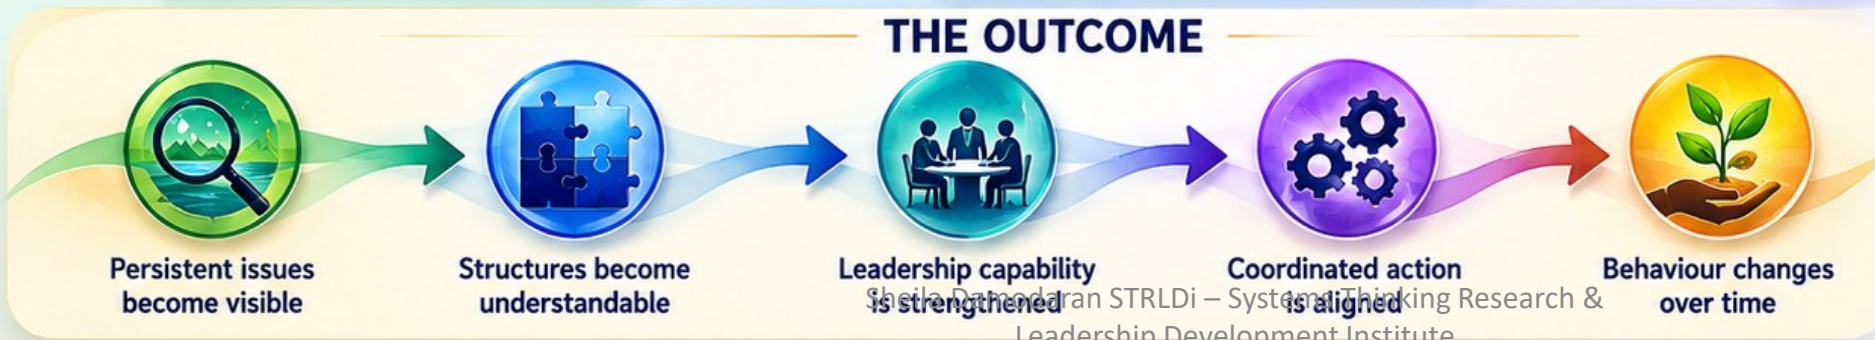 THE OUTCOME
Persistent issues
become visible
Structures become
understandable
Leadership capability
is strengthened
Coordinated action
is aligned
Behaviour changes
over time
Sheila Damodaran STRLDi – Systems Thinking Research &
Leadership Development Institute